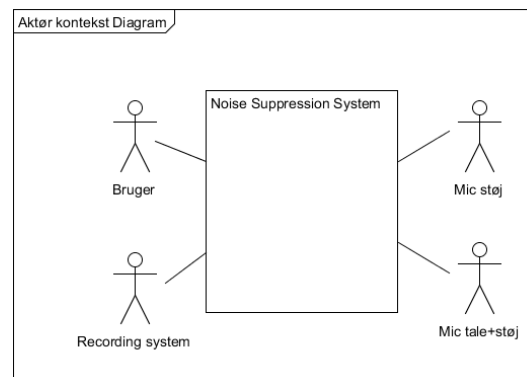 Aktør kontekst Diagram
Noise Suppression System
Bruger
Mic støj
Recording system
Mic tale+støj